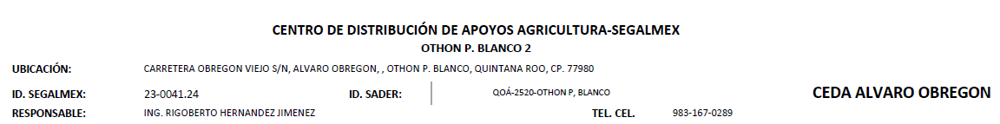 CENTRO DE DISTRIBUCIÓN DE APOYOS AGRICULTURA-SEGALMEX
OTHON P. BLANCO 2
UBICACIÓN: CARRETERA OBREGON VIEJO S/N, ALVARO OBREGON, , OTHON P. BLANCO, QUINTANA ROO, CP. 77980
ID. SEGALMEX: 23-0041.24 ID. SADER: QOÁ-2520-OTHON P, BLANCO CEDA ALVARO OBREGON
RESPONSABLE: ING. RIGOBERTO HERNANDEZ JIMENEZ TEL. CEL. 983-167-0289